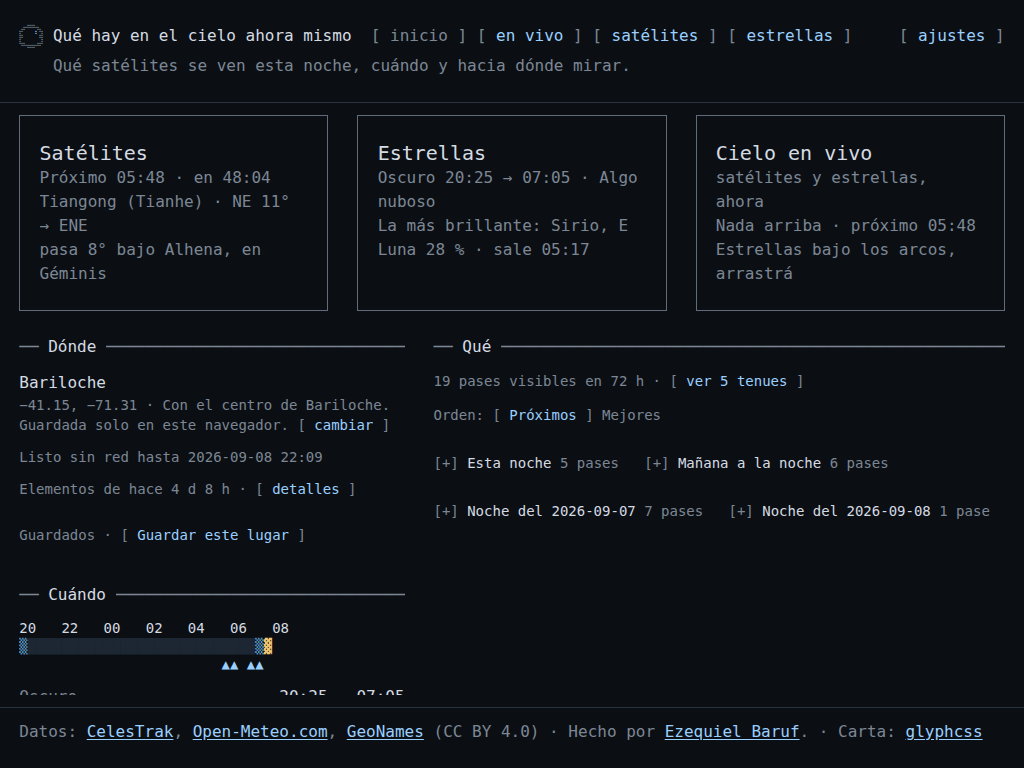 Qué hay en el cielo ahora mismo [ inicio ] [ en vivo ] [ satélites ] [ estrellas ] [ ajustes ]
Qué satélites se ven esta noche, cuándo y hacia dónde mirar.
Satélites
Próximo 05:48 · en 48:04
Tiangong (Tianhe) · NE 11°
→ ENE
pasa 8° bajo Alhena, en
Géminis
Estrellas
Oscuro 20:25 → 07:05 · Algo
nuboso
La más brillante: Sirio, E
Luna 28 % · sale 05:17
Cielo en vivo
satélites y estrellas,
ahora
Nada arriba · próximo 05:48
Estrellas bajo los arcos,
arrastrá
Dónde
Bariloche
−41.15, −71.31 · Con el centro de Bariloche.
Guardada solo en este navegador. [ cambiar ]
Listo sin red hasta 2026-09-08 22:09
Elementos de hace 4 d 8 h · [ detalles ]
Guardados · [ Guardar este lugar ]
Cuándo
20 22 00 02 04 06 08
▲▲ ▲▲
Oscuro 20:25 – 07:05
Qué
19 pases visibles en 72 h · [ ver 5 tenues ]
Orden: [ Próximos ] Mejores
[+] Esta noche 5 pases [+] Mañana a la noche 6 pases
[+] Noche del 2026-09-07 7 pases [+] Noche del 2026-09-08 1 pase
Datos: CelesTrak, Open-Meteo.com, GeoNames (CC BY 4.0) · Hecho por Ezequiel Baruf. · Carta: glyphcss